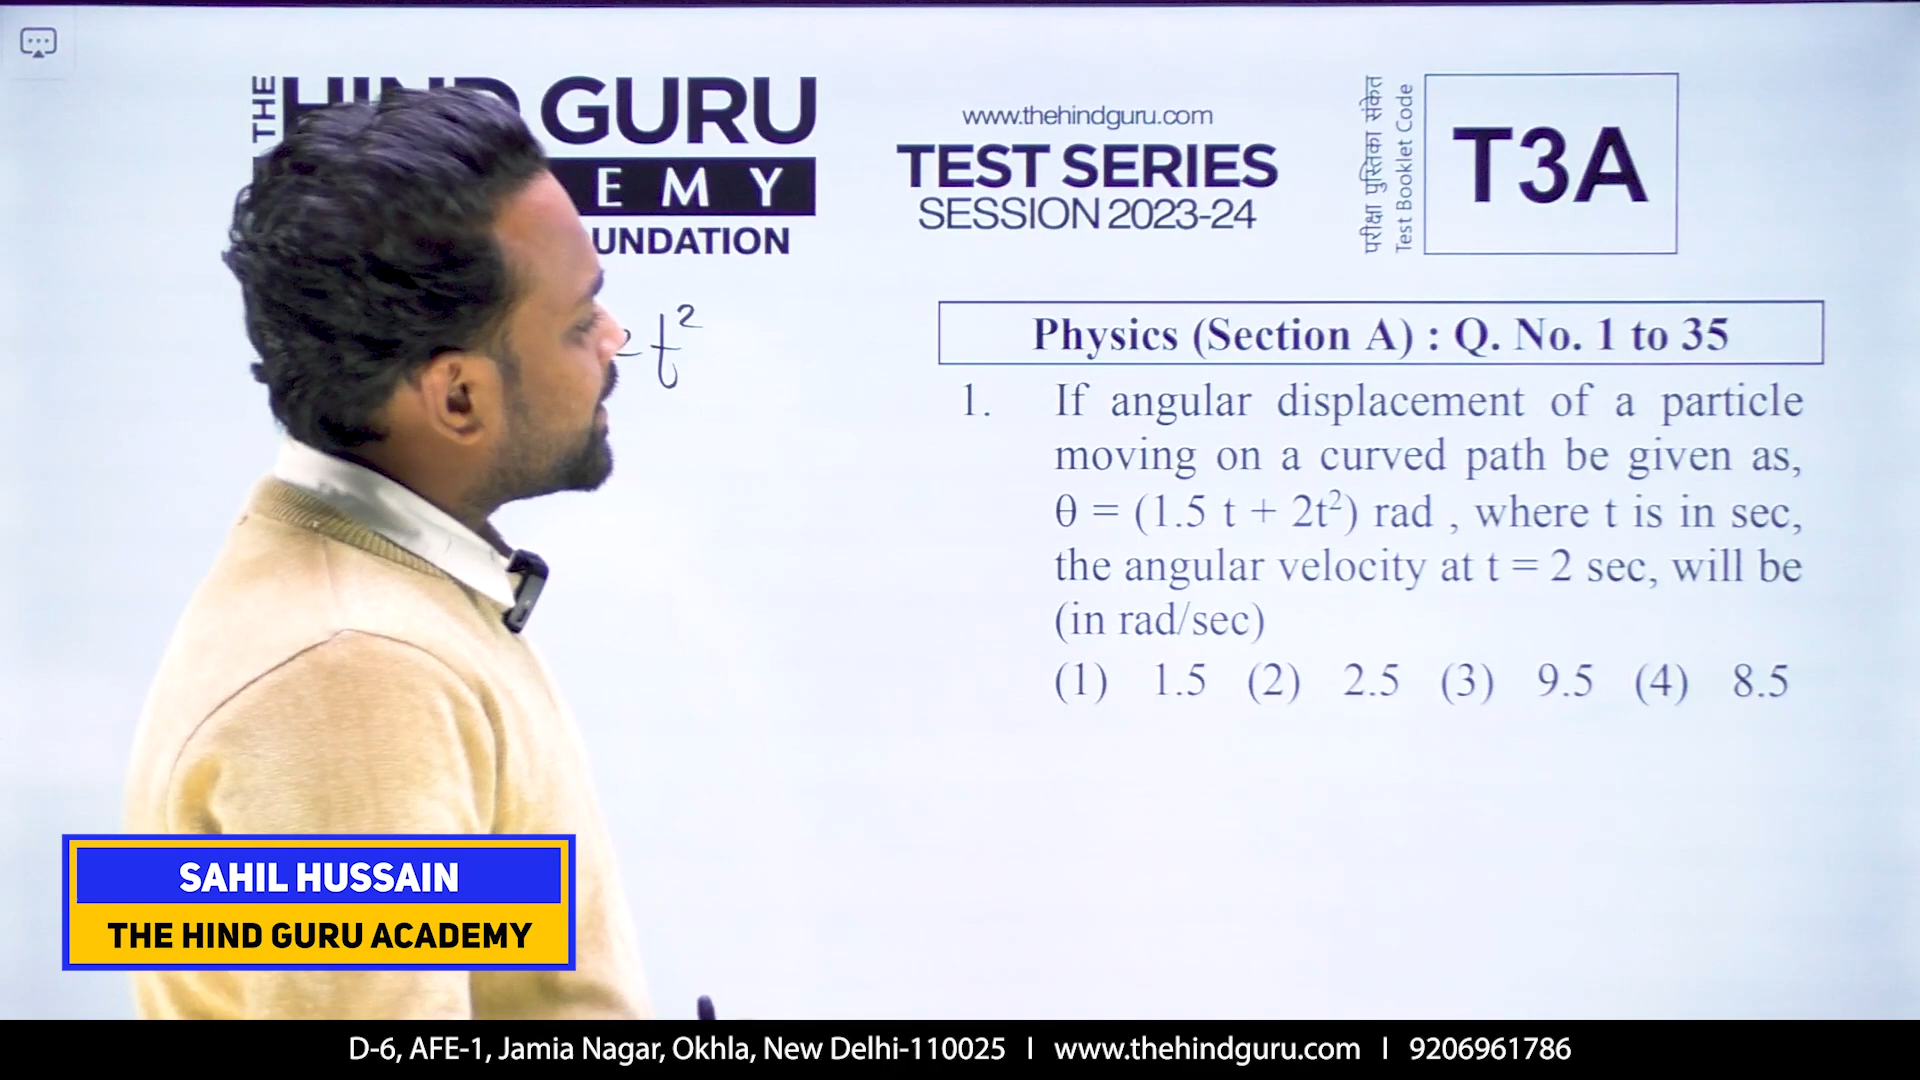 THE
GURU
EMY
UNDATION
www.thehindguru.com
TEST SERIES
SESSION 2023-24
परीक्षा पुस्तिका संकेत
Test Booklet Code
T3A
t²
Physics (Section A) : Q. No. 1 to 35
1. If angular displacement of a particle
moving on a curved path be given as,
θ = (1.5 t + 2t²) rad , where t is in sec,
the angular velocity at t = 2 sec, will be
(in rad/sec)
(1) 1.5 (2) 2.5 (3) 9.5 (4) 8.5
SAHIL HUSSAIN
THE HIND GURU ACADEMY
D-6, AFE-1, Jamia Nagar, Okhla, New Delhi-110025 | www.thehindguru.com | 9206961786